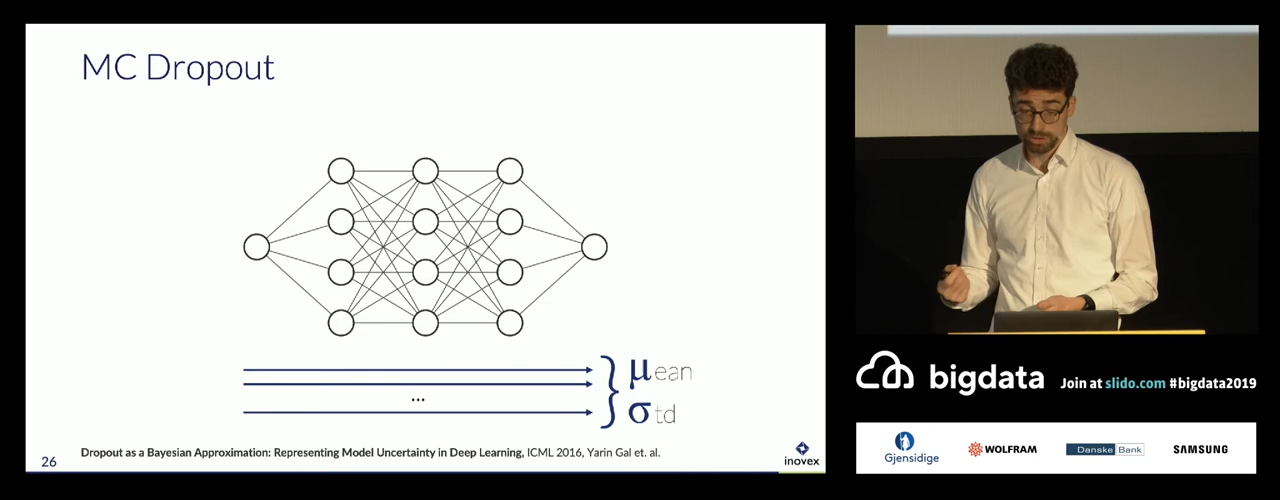 MC Dropout
...
μean
σtd
Dropout as a Bayesian Approximation: Representing Model Uncertainty in Deep Learning, ICML 2016, Yarin Gal et. al.
26
inovex
bigdata
Join at slido.com #bigdata2019
Gjensidige
WOLFRAM
Danske Bank
SAMSUNG